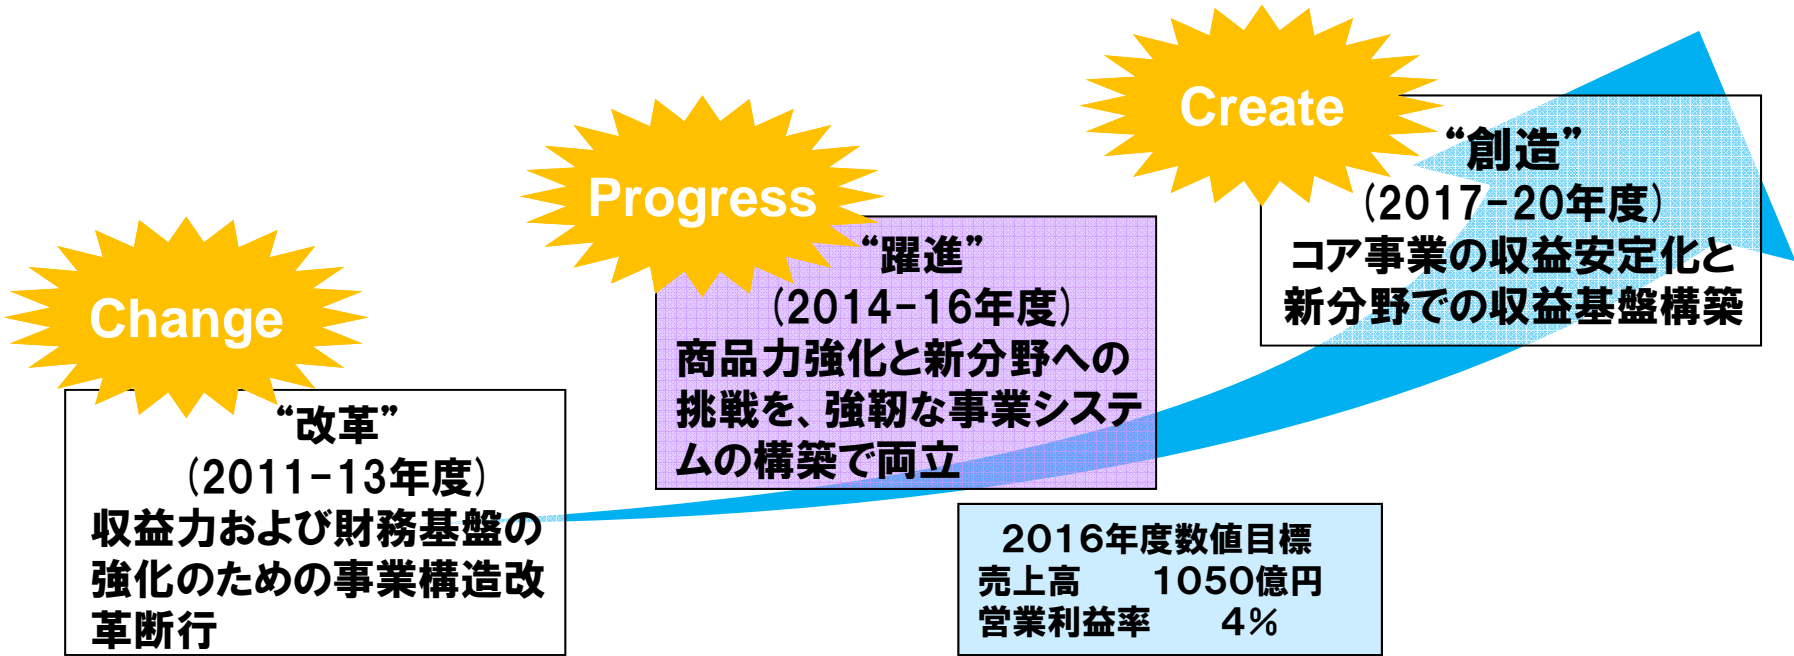 Change
“改革”
(2011-13年度)
収益力および財務基盤の
強化のための事業構造改
革断行
Progress
“躍進”
(2014-16年度)
商品力強化と新分野への
挑戦を、強靭な事業システ
ムの構築で両立
Create
“創造”
(2017-20年度)
コア事業の収益安定化と
新分野での収益基盤構築
2016年度数値目標
売上高　　1050億円
営業利益率　　4%